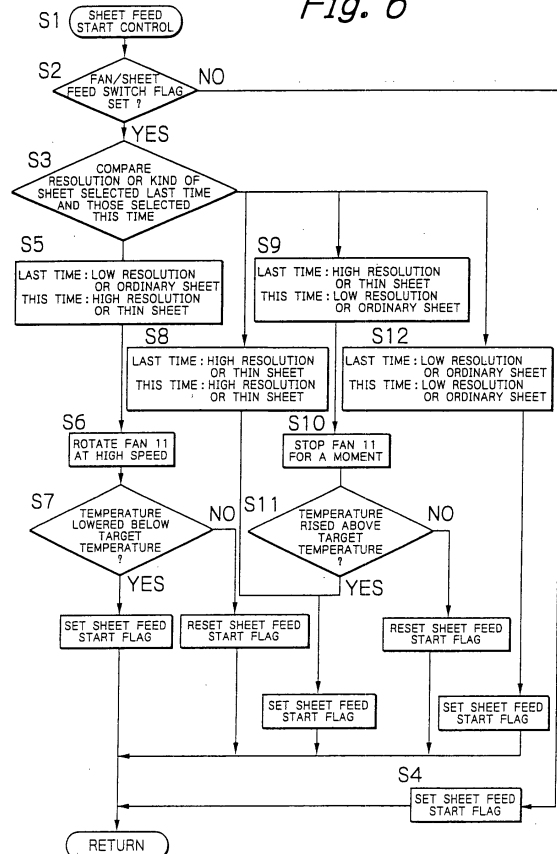 Fig. 6
S1
SHEET FEED
START CONTROL
S2
FAN/SHEET
FEED SWITCH FLAG
SET ?
NO
YES
S3
COMPARE
RESOLUTION OR KIND OF
SHEET SELECTED LAST TIME
AND THOSE SELECTED
THIS TIME
S5
LAST TIME : LOW RESOLUTION
OR ORDINARY SHEET
THIS TIME : HIGH RESOLUTION
OR THIN SHEET
S9
LAST TIME : HIGH RESOLUTION
OR THIN SHEET
THIS TIME : LOW RESOLUTION
OR ORDINARY SHEET
S8
LAST TIME : HIGH RESOLUTION
OR THIN SHEET
THIS TIME : HIGH RESOLUTION
OR THIN SHEET
S12
LAST TIME : LOW RESOLUTION
OR ORDINARY SHEET
THIS TIME : LOW RESOLUTION
OR ORDINARY SHEET
S6
ROTATE FAN 11
AT HIGH SPEED
S10
STOP FAN 11
FOR A MOMENT
S7
TEMPERATURE
LOWERED BELOW
TARGET
TEMPERATURE
?
NO
YES
S11
TEMPERATURE
RISED ABOVE
TARGET
TEMPERATURE
?
NO
YES
SET SHEET FEED
START FLAG
RESET SHEET FEED
START FLAG
RESET SHEET FEED
START FLAG
SET SHEET FEED
START FLAG
SET SHEET FEED
START FLAG
S4
SET SHEET FEED
START FLAG
RETURN